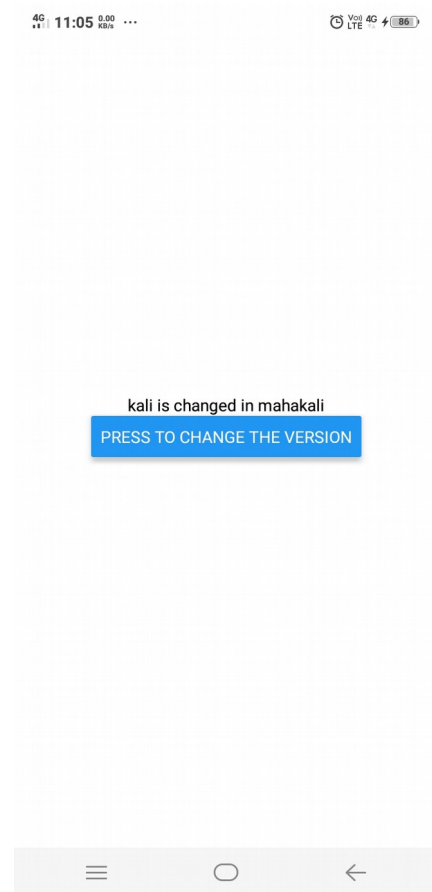 4G 11:05 0.00 KB/s ... Vo) LTE 4G 86
kali is changed in mahakali
PRESS TO CHANGE THE VERSION